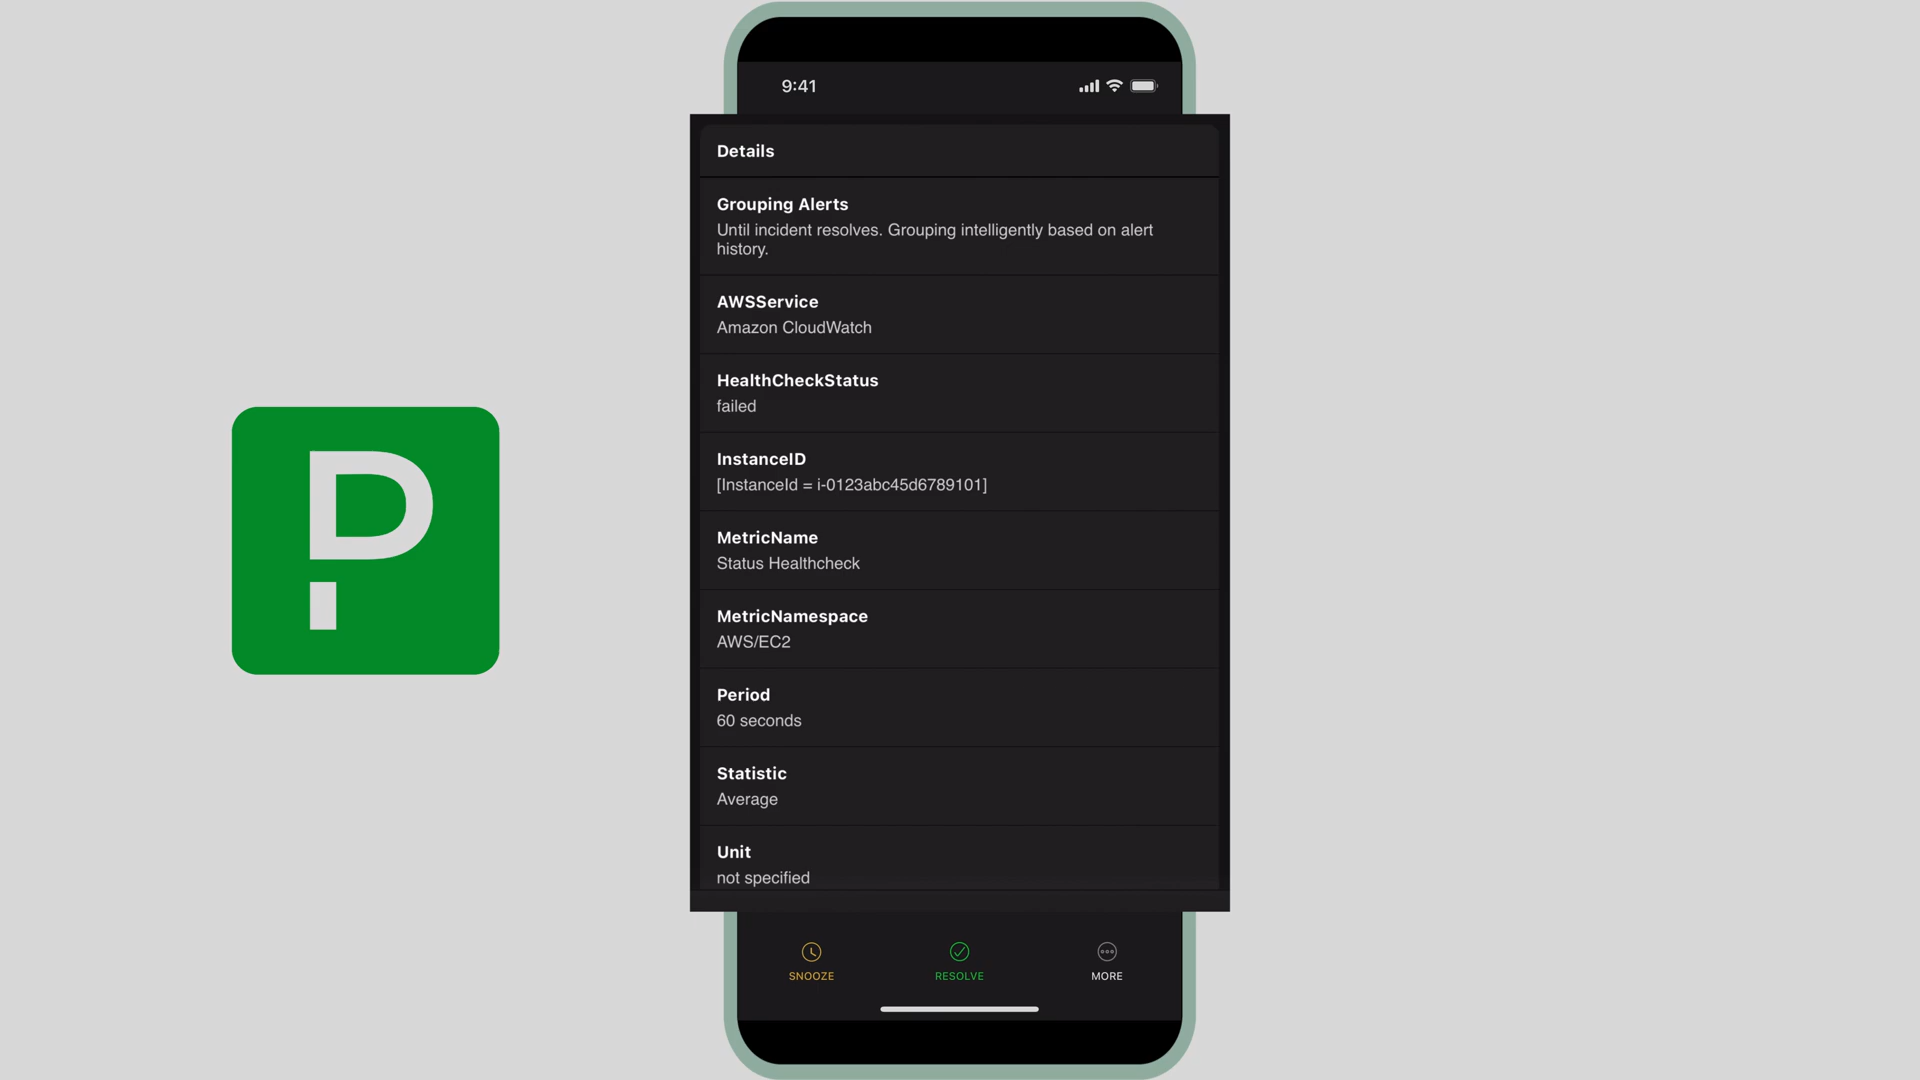 9:41
Details
Grouping Alerts
Until incident resolves. Grouping intelligently based on alert
history.
AWSService
Amazon CloudWatch
HealthCheckStatus
failed
InstanceID
[InstanceId = i-0123abc45d6789101]
MetricName
Status Healthcheck
MetricNamespace
AWS/EC2
Period
60 seconds
Statistic
Average
Unit
not specified
P
SNOOZE
RESOLVE
MORE